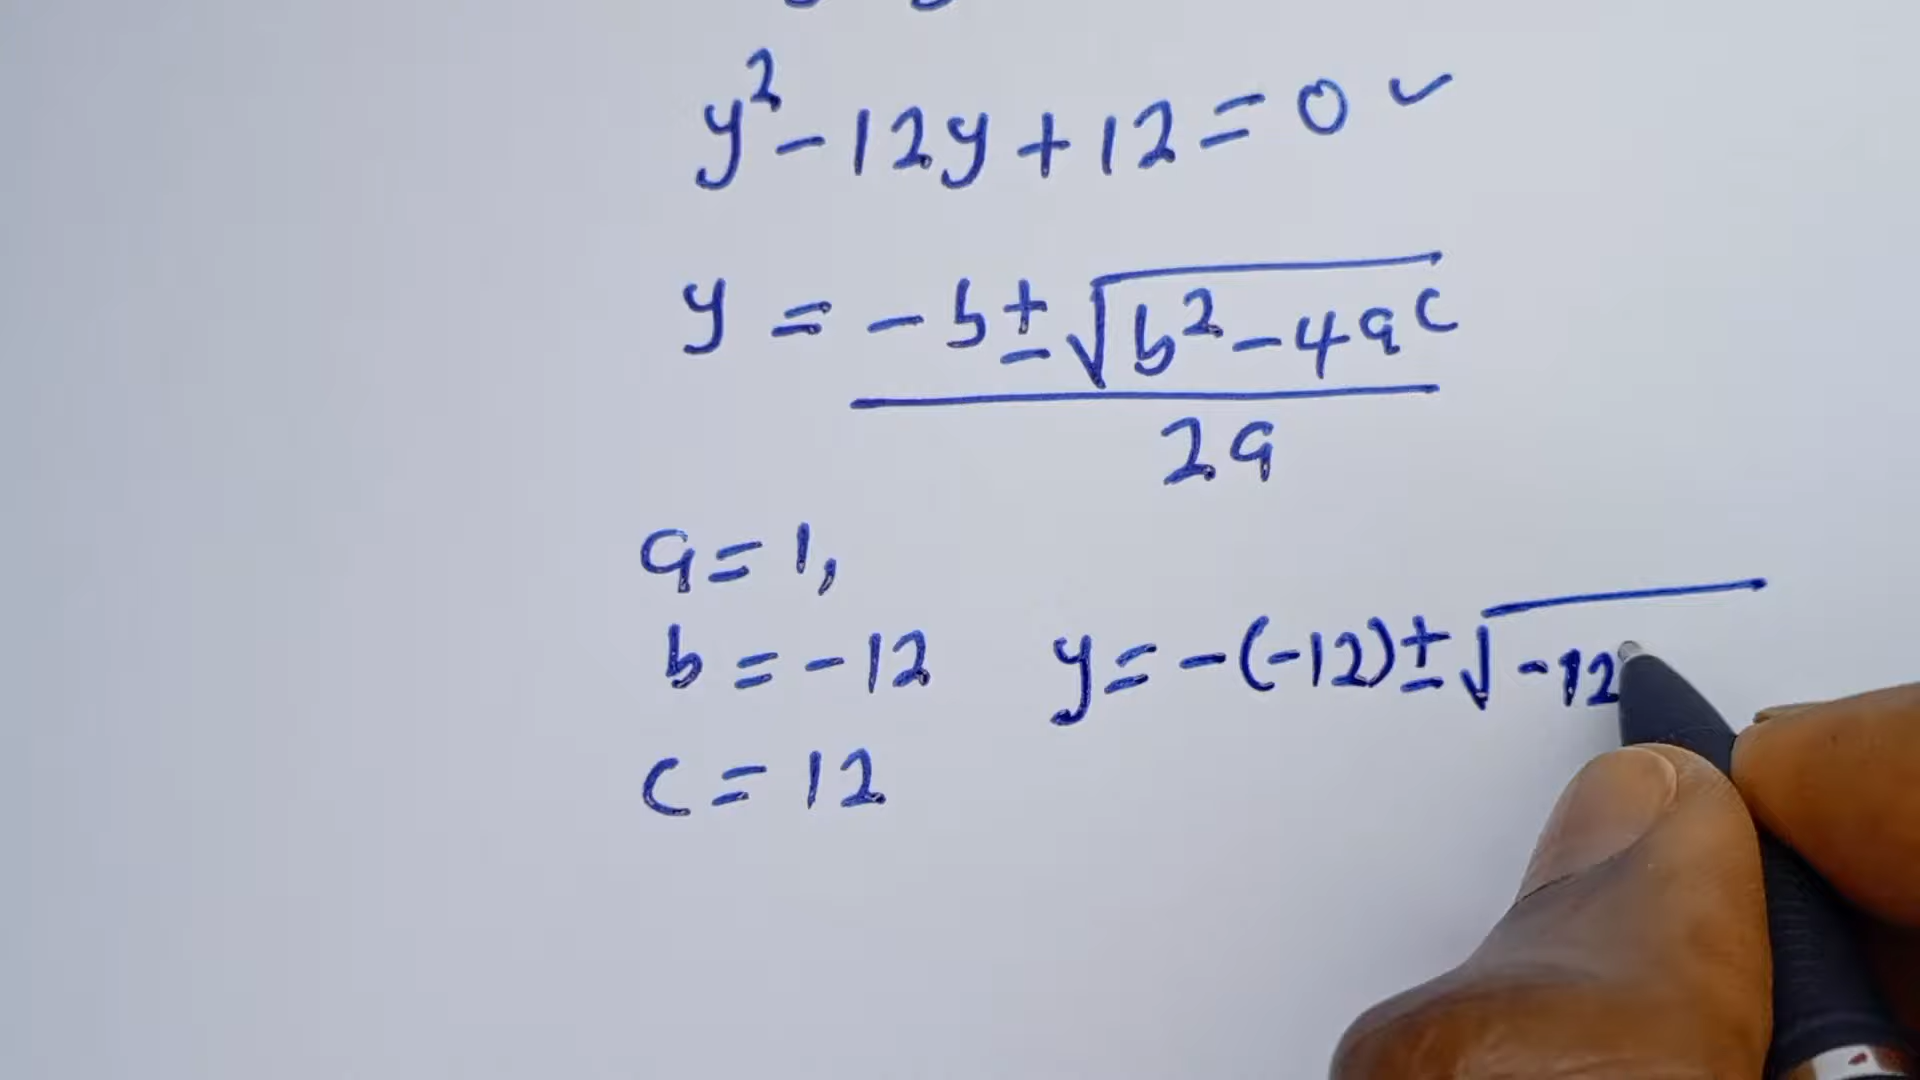 y² - 12y + 12 = 0 ✓
y = -b ± √(b² - 4ac)
2a
a = 1,
b = -12
y = -(-12) ± √-12
c = 12